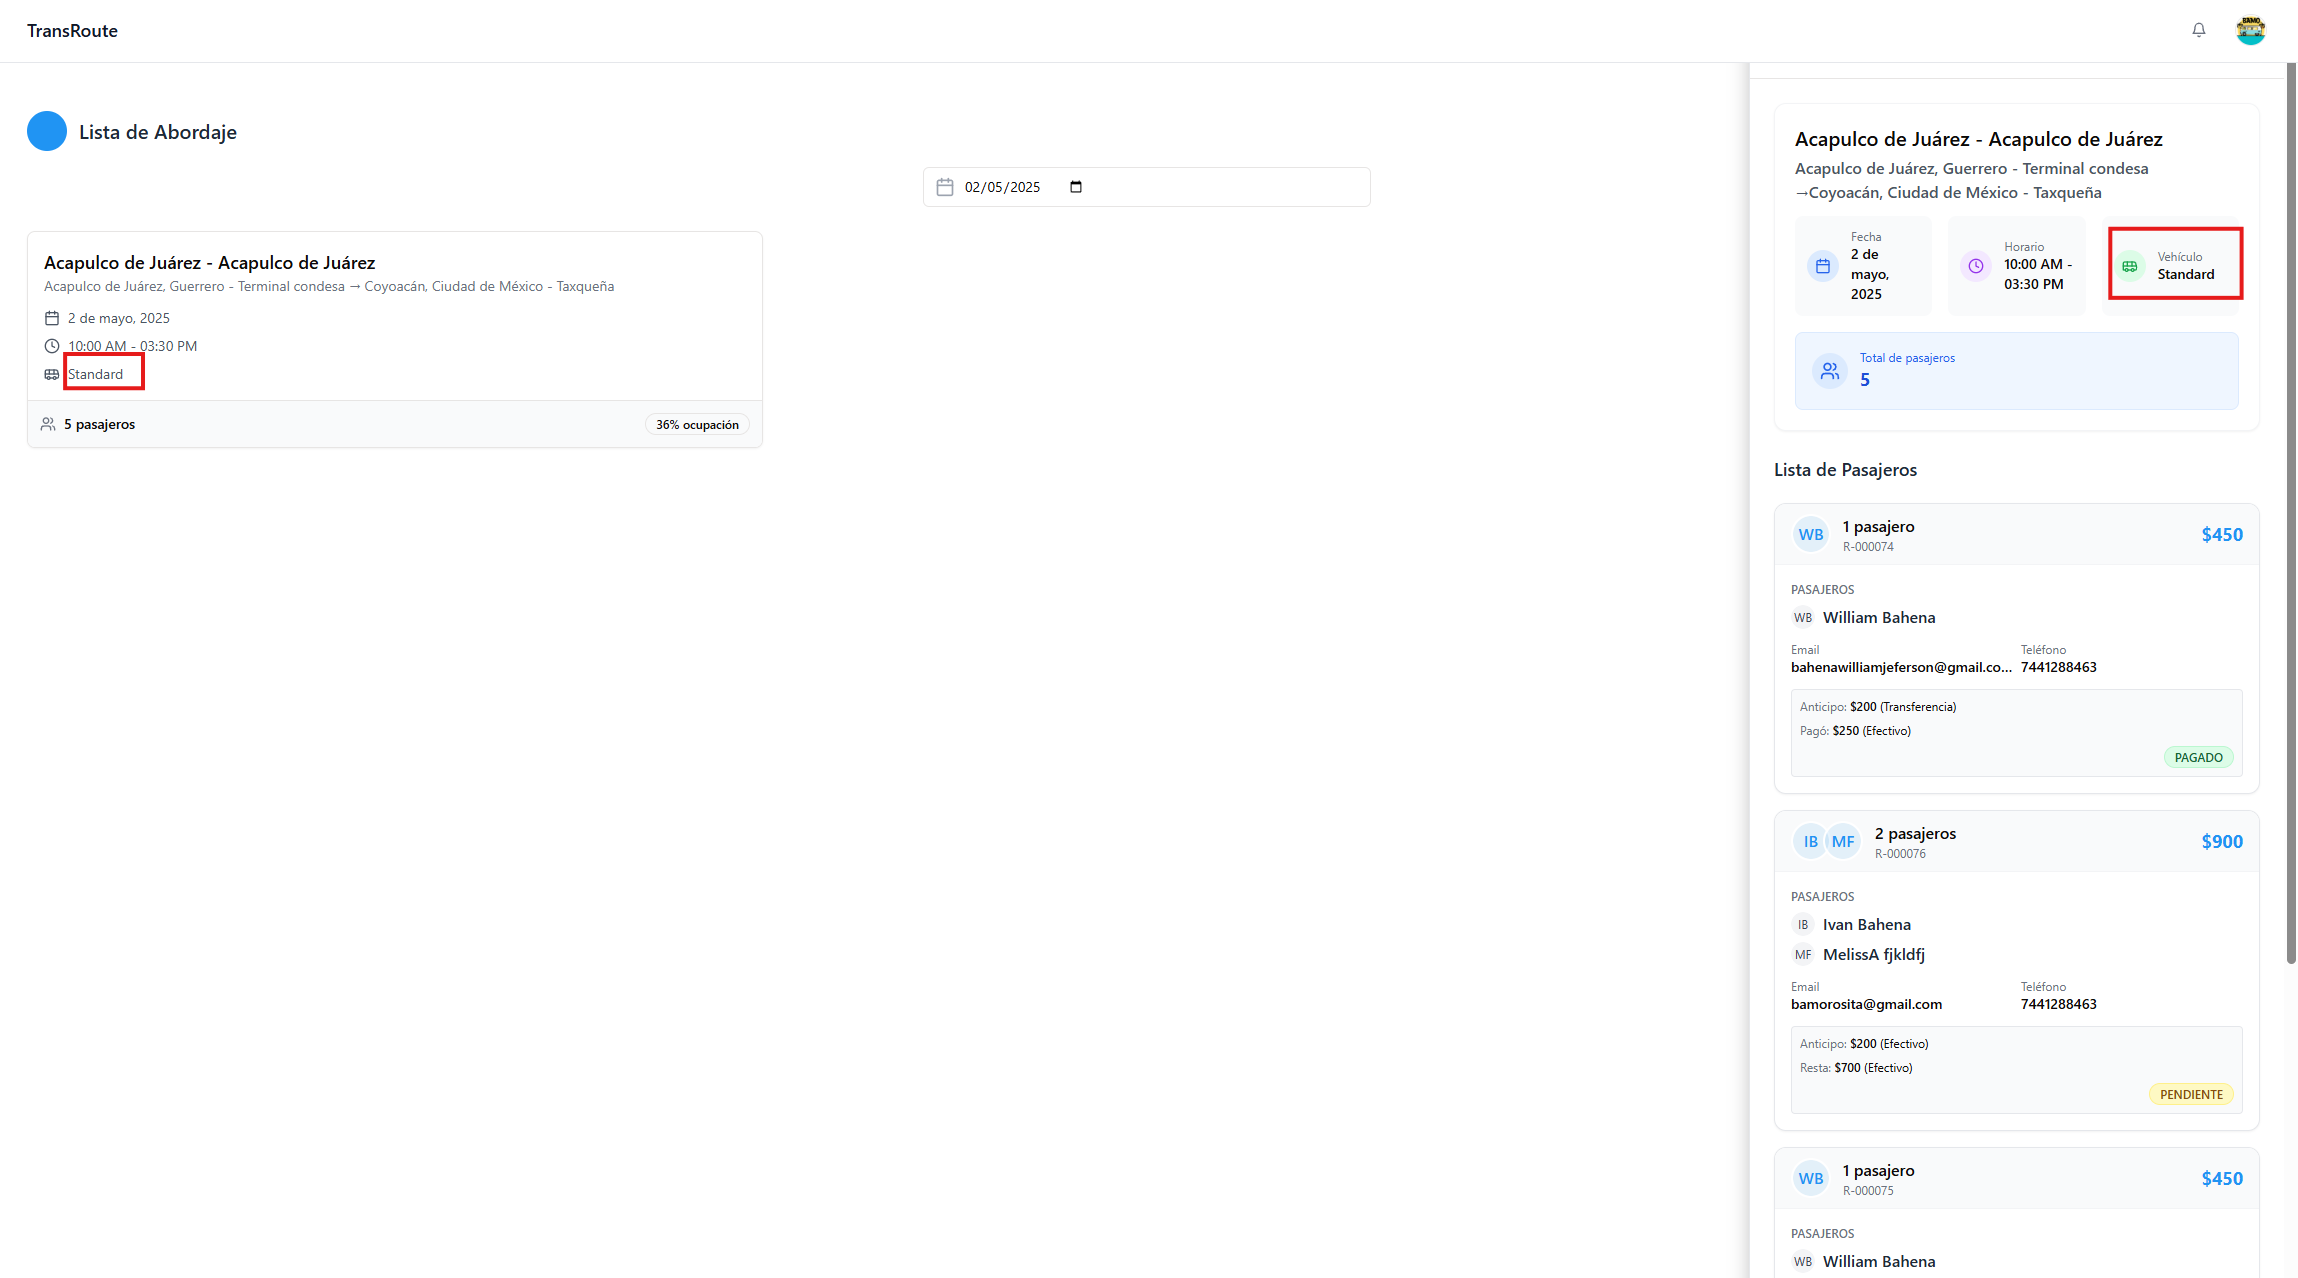 TransRoute
BAMO
Lista de Abordaje
02/05/2025
Acapulco de Juárez - Acapulco de Juárez
Acapulco de Juárez, Guerrero - Terminal condesa → Coyoacán, Ciudad de México - Taxqueña
2 de mayo, 2025
10:00 AM - 03:30 PM
Standard
5 pasajeros
36% ocupación
Acapulco de Juárez - Acapulco de Juárez
Acapulco de Juárez, Guerrero - Terminal condesa
→Coyoacán, Ciudad de México - Taxqueña
Fecha
2 de
mayo,
2025
Horario
10:00 AM -
03:30 PM
Vehículo
Standard
Total de pasajeros
5
Lista de Pasajeros
WB
1 pasajero
R-000074
$450
PASAJEROS
WB William Bahena
Email
bahenawilliamjeferson@gmail.co...
Teléfono
7441288463
Anticipo: $200 (Transferencia)
Pagó: $250 (Efectivo)
PAGADO
IB MF
2 pasajeros
R-000076
$900
PASAJEROS
IB Ivan Bahena
MF MelissA fjkldfj
Email
bamorosita@gmail.com
Teléfono
7441288463
Anticipo: $200 (Efectivo)
Resta: $700 (Efectivo)
PENDIENTE
WB
1 pasajero
R-000075
$450
PASAJEROS
WB William Bahena